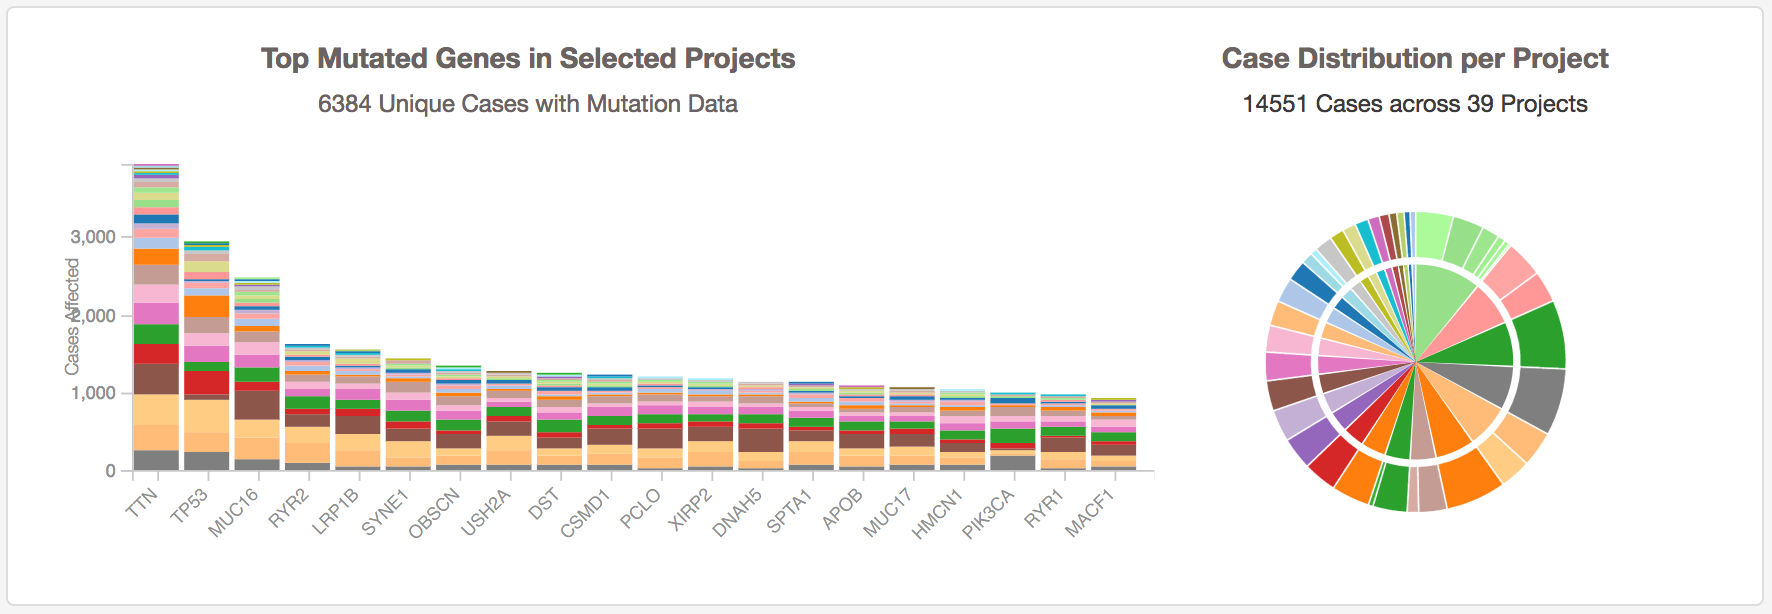 Top Mutated Genes in Selected Projects
6384 Unique Cases with Mutation Data
Cases Affected
3,000
2,000
1,000
0
TTN
TP53
MUC16
RYR2
LRP1B
SYNE1
OBSCN
USH2A
DST
CSMD1
PCLO
XIRP2
DNAH5
SPTA1
APOB
MUC17
HMCN1
PIK3CA
RYR1
MACF1
Case Distribution per Project
14551 Cases across 39 Projects